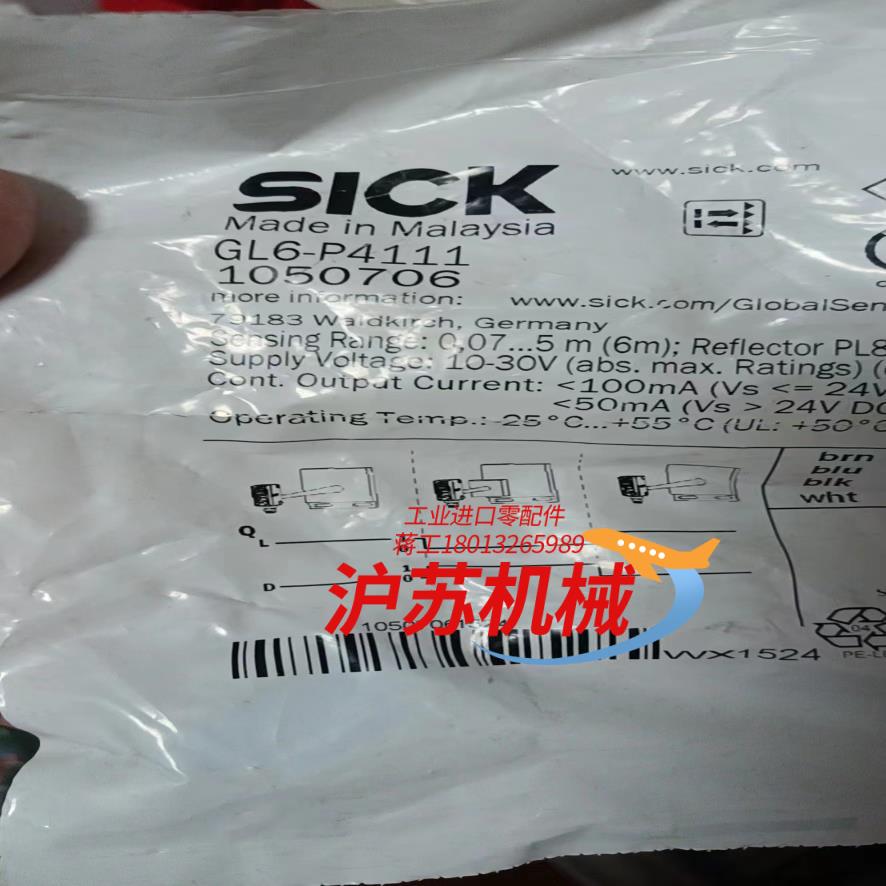 SICK
www.sick.com
Made in Malaysia
GL6-P4111
1050706
more information: www.sick.com/GlobalSen
79183 Waldkirch, Germany
Sensing Range: 0,07...5 m (6m); Reflector PL8
Supply Voltage: 10-30V (abs. max. Ratings) (
Cont. Output Current: <100mA (Vs <= 24V
<50mA (Vs > 24V DC
Operating Temp.: -25°C...+55°C (UL: +50°C
brn
blu
blk
wht
Q
L
D
工业进口零配件
蒋工18013265989
沪苏机械
VVX1524
04
PE-L